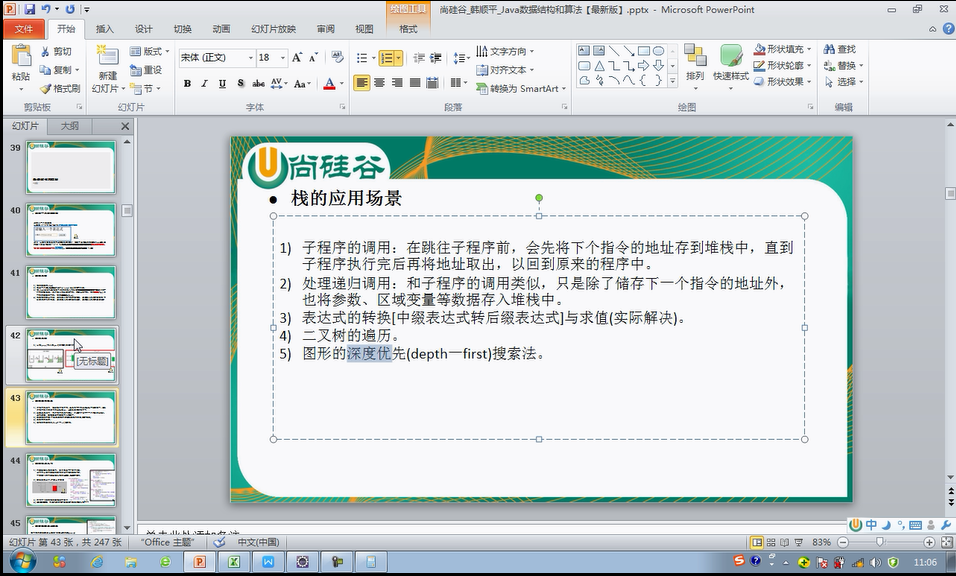 尚硅谷_韩顺平_Java数据结构和算法【最新版】.pptx - Microsoft PowerPoint
绘图工具
文件 开始 插入 设计 切换 动画 幻灯片放映 审阅 视图 格式
剪切
复制
格式刷
粘贴
剪贴板
新建
幻灯片
版式
重设
节
幻灯片
宋体 (正文) 18
B I U S abc AV Aa A
字体
文字方向
对齐文本
转换为 SmartArt
段落
排列 快速样式
形状填充
形状轮廓
形状效果
绘图
查找
替换
选择
编辑
幻灯片 大纲
39
40
41
42
[无标题]
43
44
45
尚硅谷
● 栈的应用场景
1) 子程序的调用：在跳往子程序前，会先将下个指令的地址存到堆栈中，直到
子程序执行完后再将地址取出，以回到原来的程序中。
2) 处理递归调用：和子程序的调用类似，只是除了储存下一个指令的地址外，
也将参数、区域变量等数据存入堆栈中。
3) 表达式的转换[中缀表达式转后缀表达式]与求值(实际解决)。
4) 二叉树的遍历。
5) 图形的深度优先(depth一first)搜索法。
幻灯片 第 43 张，共 247 张 "Office 主题" 中文(中国) 83%
中
11:06